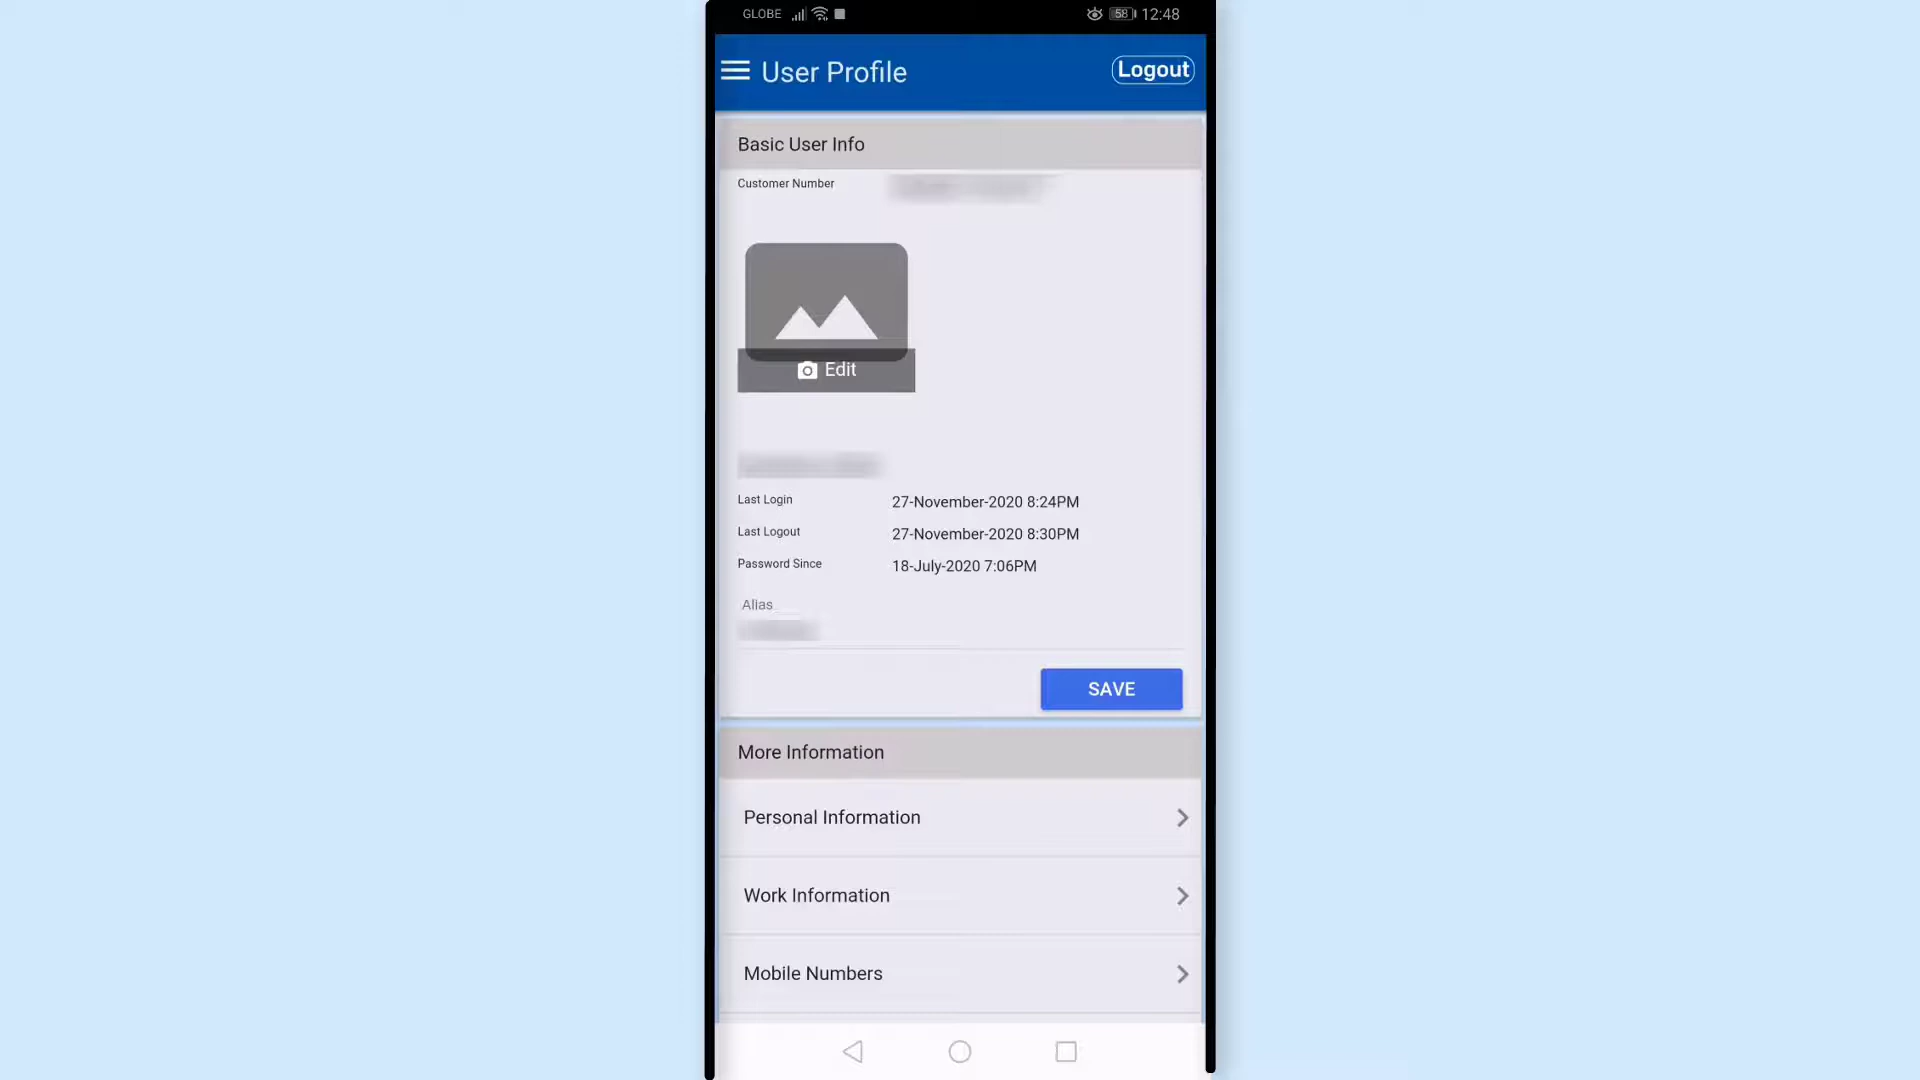 GLOBE 58 12:48
User Profile Logout
Basic User Info
Customer Number
Edit
Last Login 27-November-2020 8:24PM
Last Logout 27-November-2020 8:30PM
Password Since 18-July-2020 7:06PM
Alias
SAVE
More Information
Personal Information
Work Information
Mobile Numbers